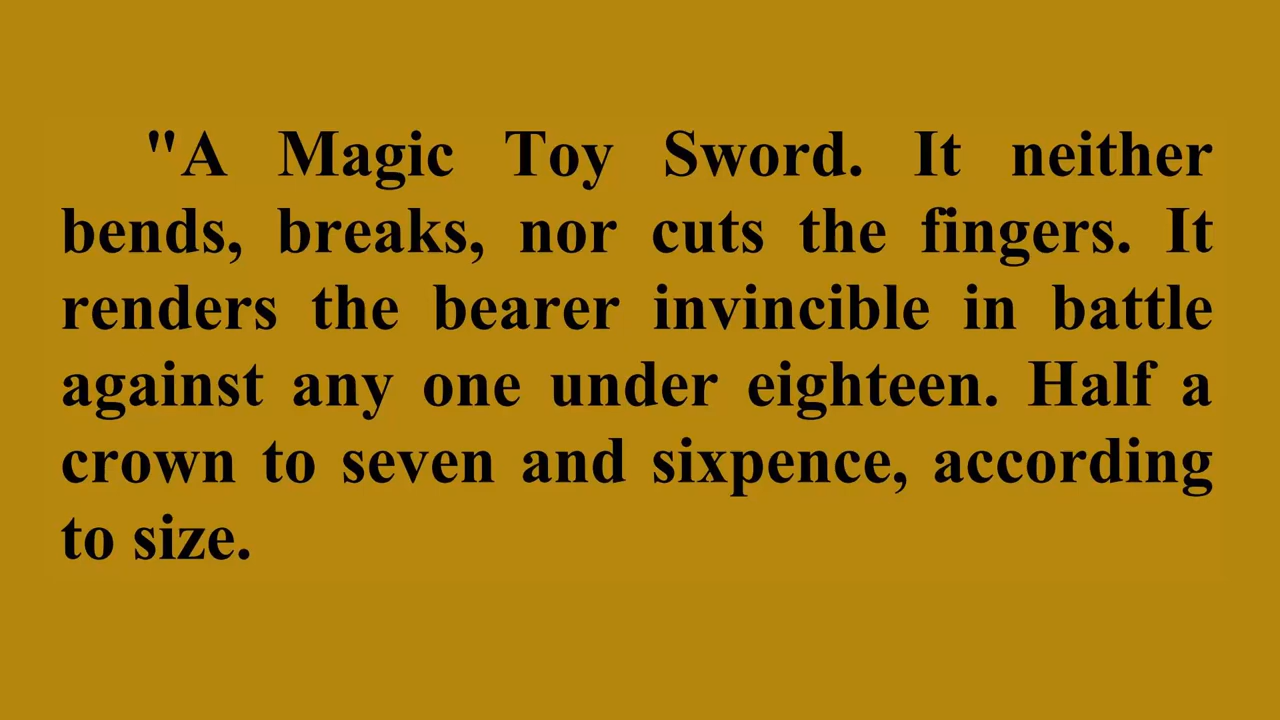 "A Magic Toy Sword. It neither
bends, breaks, nor cuts the fingers. It
renders the bearer invincible in battle
against any one under eighteen. Half a
crown to seven and sixpence, according
to size.